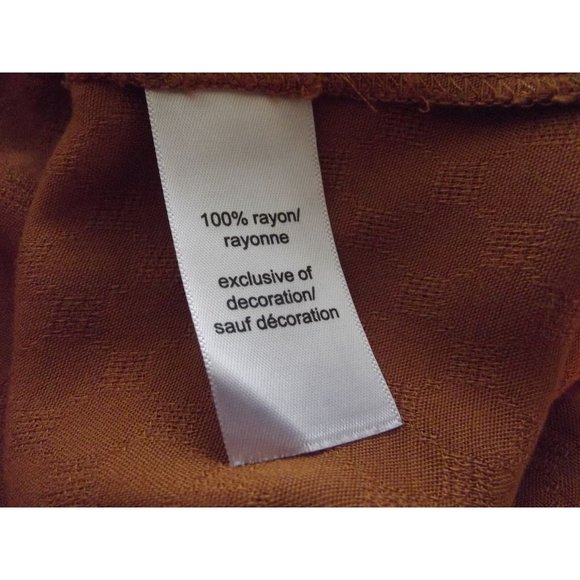 100% rayon/
rayonne
exclusive of
decoration/
sauf décoration